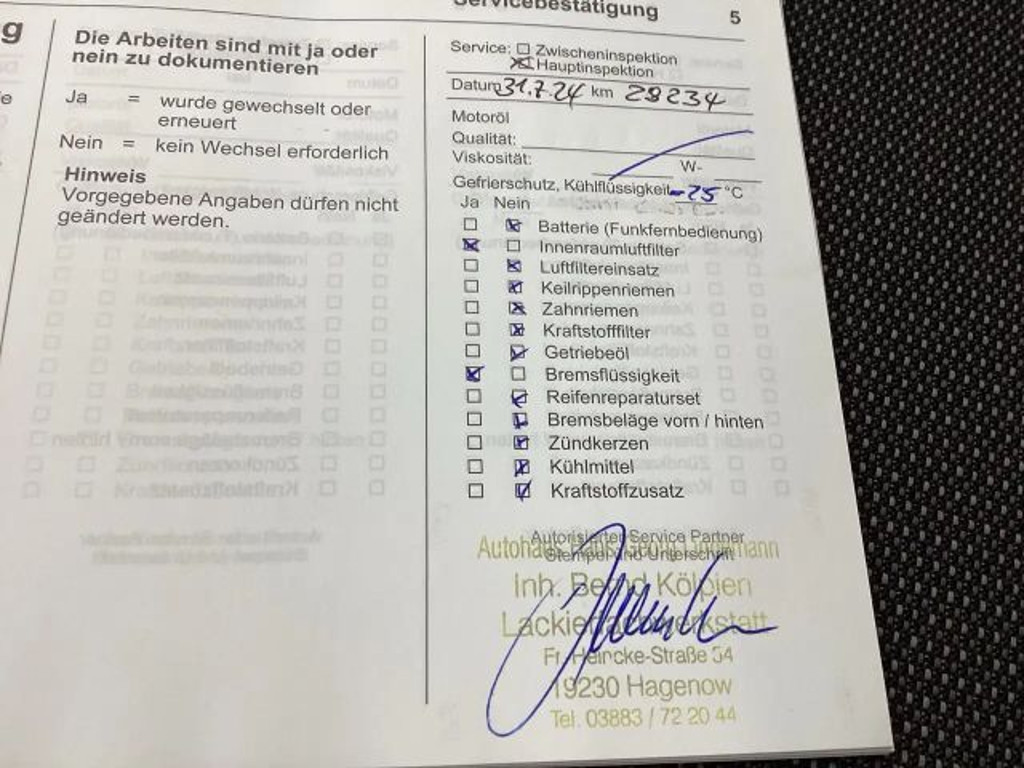 g
Servicebestätigung 5
e
Die Arbeiten sind mit ja oder
nein zu dokumentieren
Ja = wurde gewechselt oder
erneuert
Nein = kein Wechsel erforderlich
Hinweis
Vorgegebene Angaben dürfen nicht
geändert werden.
Service: ☐ Zwischeninspektion
☒ Hauptinspektion
Datum 31.7.24 km 28234
Motoröl
Qualität:
Viskosität: W-
Gefrierschutz, Kühlflüssigkeit -25 °C
Ja Nein
☐ ☒ Batterie (Funkfernbedienung)
☒ ☐ Innenraumluftfilter
☐ ☒ Luftfiltereinsatz
☐ ☒ Keilrippenriemen
☐ ☒ Zahnriemen
☐ ☒ Kraftstofffilter
☐ ☒ Getriebeöl
☒ ☐ Bremsflüssigkeit
☐ ☒ Reifenreparaturset
☐ ☒ Bremsbeläge vorn / hinten
☐ ☒ Zündkerzen
☐ ☒ Kühlmittel
☐ ☒ Kraftstoffzusatz
Autorisierter Service Partner
Stempel und Unterschrift
Autohaus
Inh. Bernd Kölpien
Lackierfachwerkstatt
Fr.-Heincke-Straße 54
19230 Hagenow
Tel. 03883 / 72 20 44